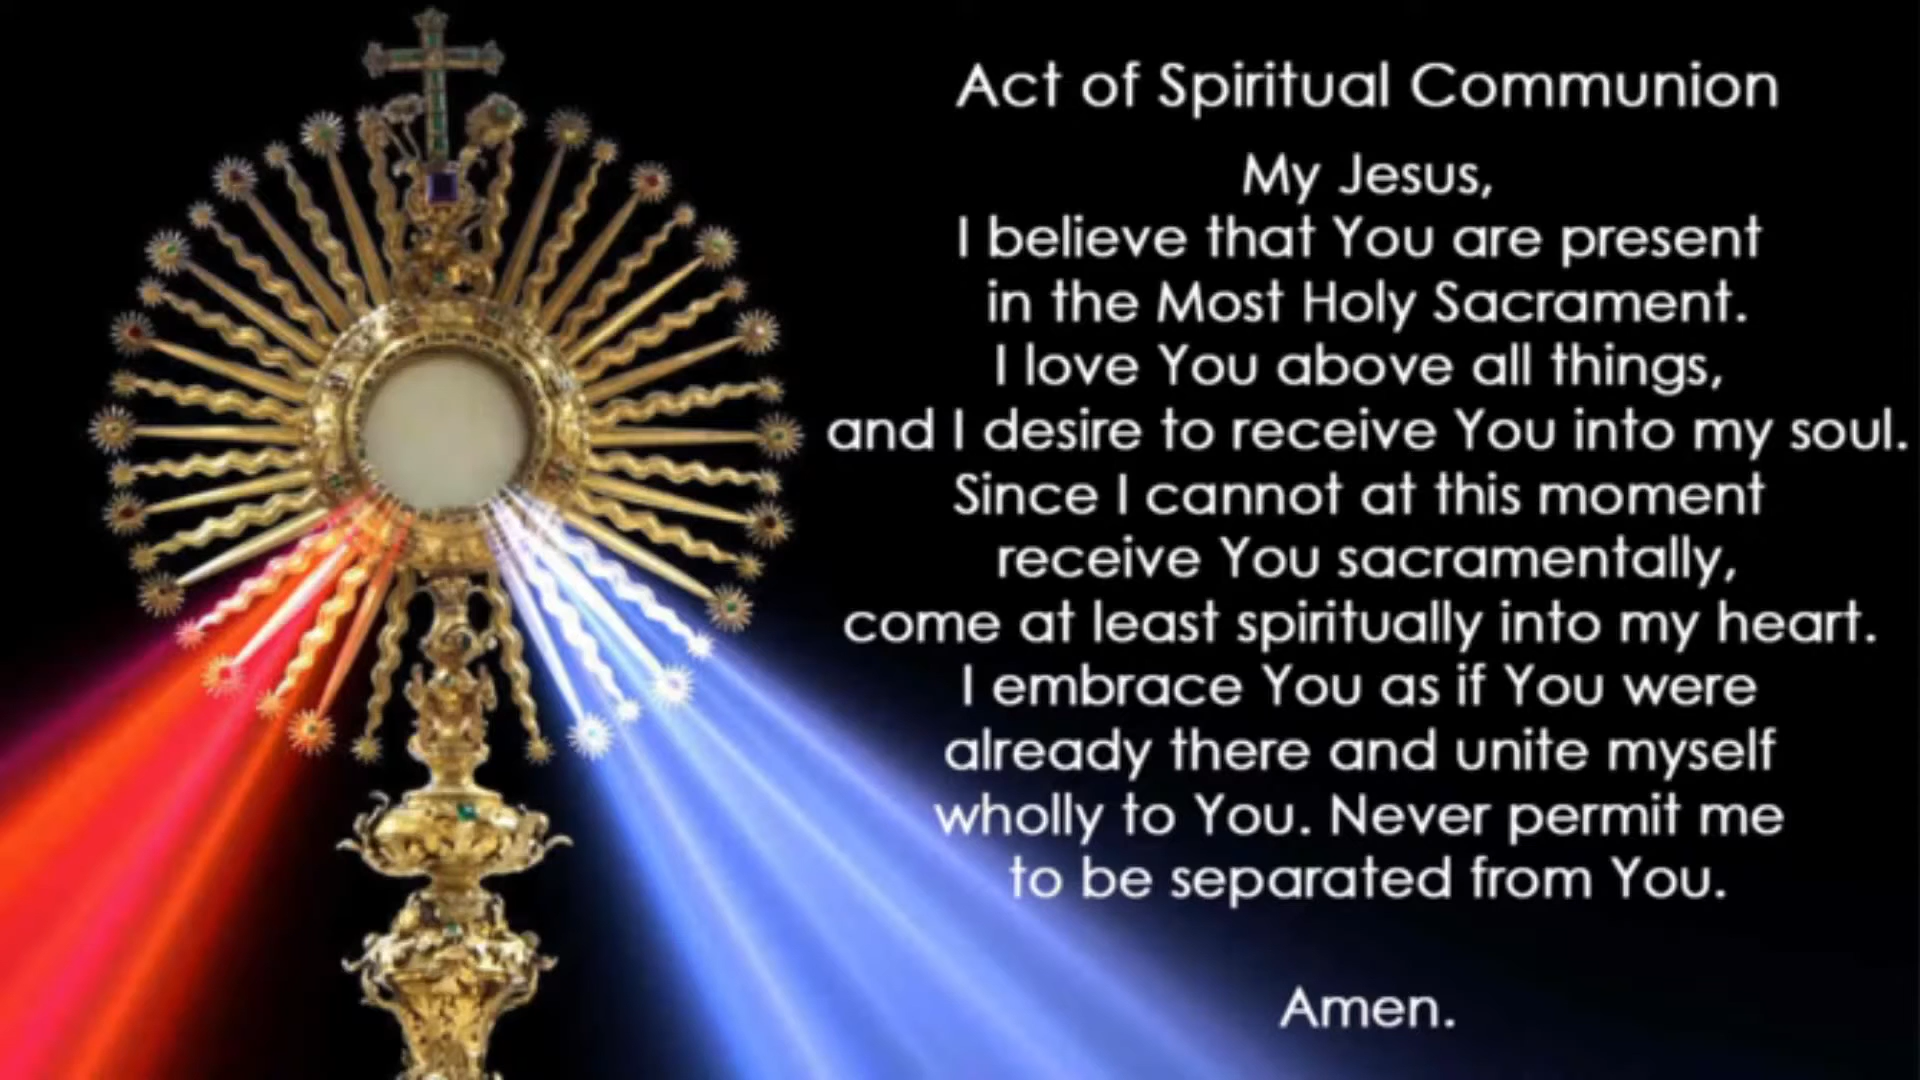 Act of Spiritual Communion
My Jesus,
I believe that You are present
in the Most Holy Sacrament.
I love You above all things,
and I desire to receive You into my soul.
Since I cannot at this moment
receive You sacramentally,
come at least spiritually into my heart.
I embrace You as if You were
already there and unite myself
wholly to You. Never permit me
to be separated from You.
Amen.